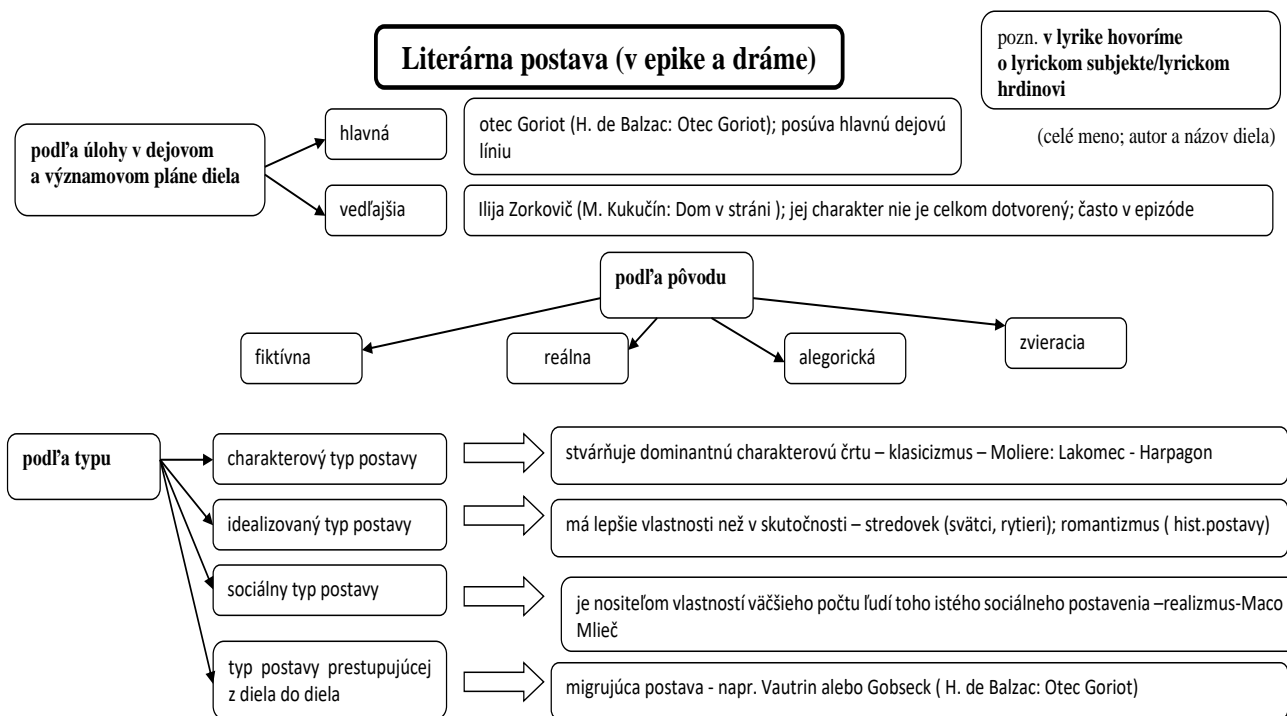 Literárna postava (v epike a dráme)
pozn. v lyrike hovoríme
o lyrickom subjekte/lyrickom
hrdinovi
(celé meno; autor a názov diela)
podľa úlohy v dejovom
a významovom pláne diela
hlavná
otec Goriot (H. de Balzac: Otec Goriot); posúva hlavnú dejovú
líniu
vedľajšia
Ilija Zorkovič (M. Kukučín: Dom v stráni ); jej charakter nie je celkom dotvorený; často v epizóde
podľa pôvodu
fiktívna
reálna
alegorická
zvieracia
podľa typu
charakterový typ postavy
stvárňuje dominantnú charakterovú črtu – klasicizmus – Moliere: Lakomec - Harpagon
idealizovaný typ postavy
má lepšie vlastnosti než v skutočnosti – stredovek (svätci, rytieri); romantizmus ( hist.postavy)
sociálny typ postavy
je nositeľom vlastností väčšieho počtu ľudí toho istého sociálneho postavenia –realizmus-Maco
Mlieč
typ postavy prestupujúcej
z diela do diela
migrujúca postava - napr. Vautrin alebo Gobseck ( H. de Balzac: Otec Goriot)